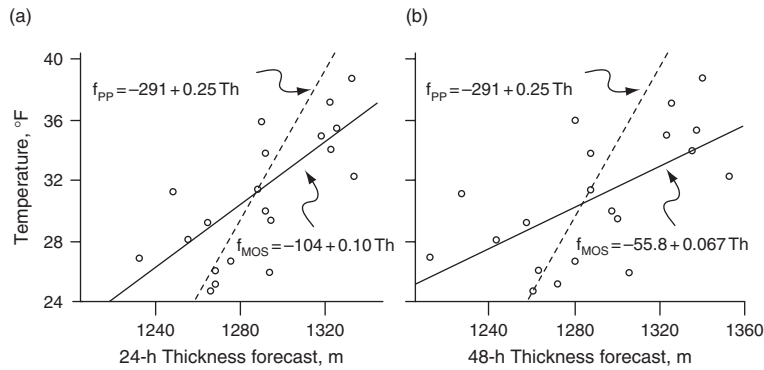 (a)
(b)
Temperature, °F
40
36
32
28
24
f_PP = –291 + 0.25 Th
f_MOS = –104 + 0.10 Th
1240 1280 1320
24-h Thickness forecast, m
f_PP = –291 + 0.25 Th
f_MOS = –55.8 + 0.067 Th
1240 1280 1320 1360
48-h Thickness forecast, m